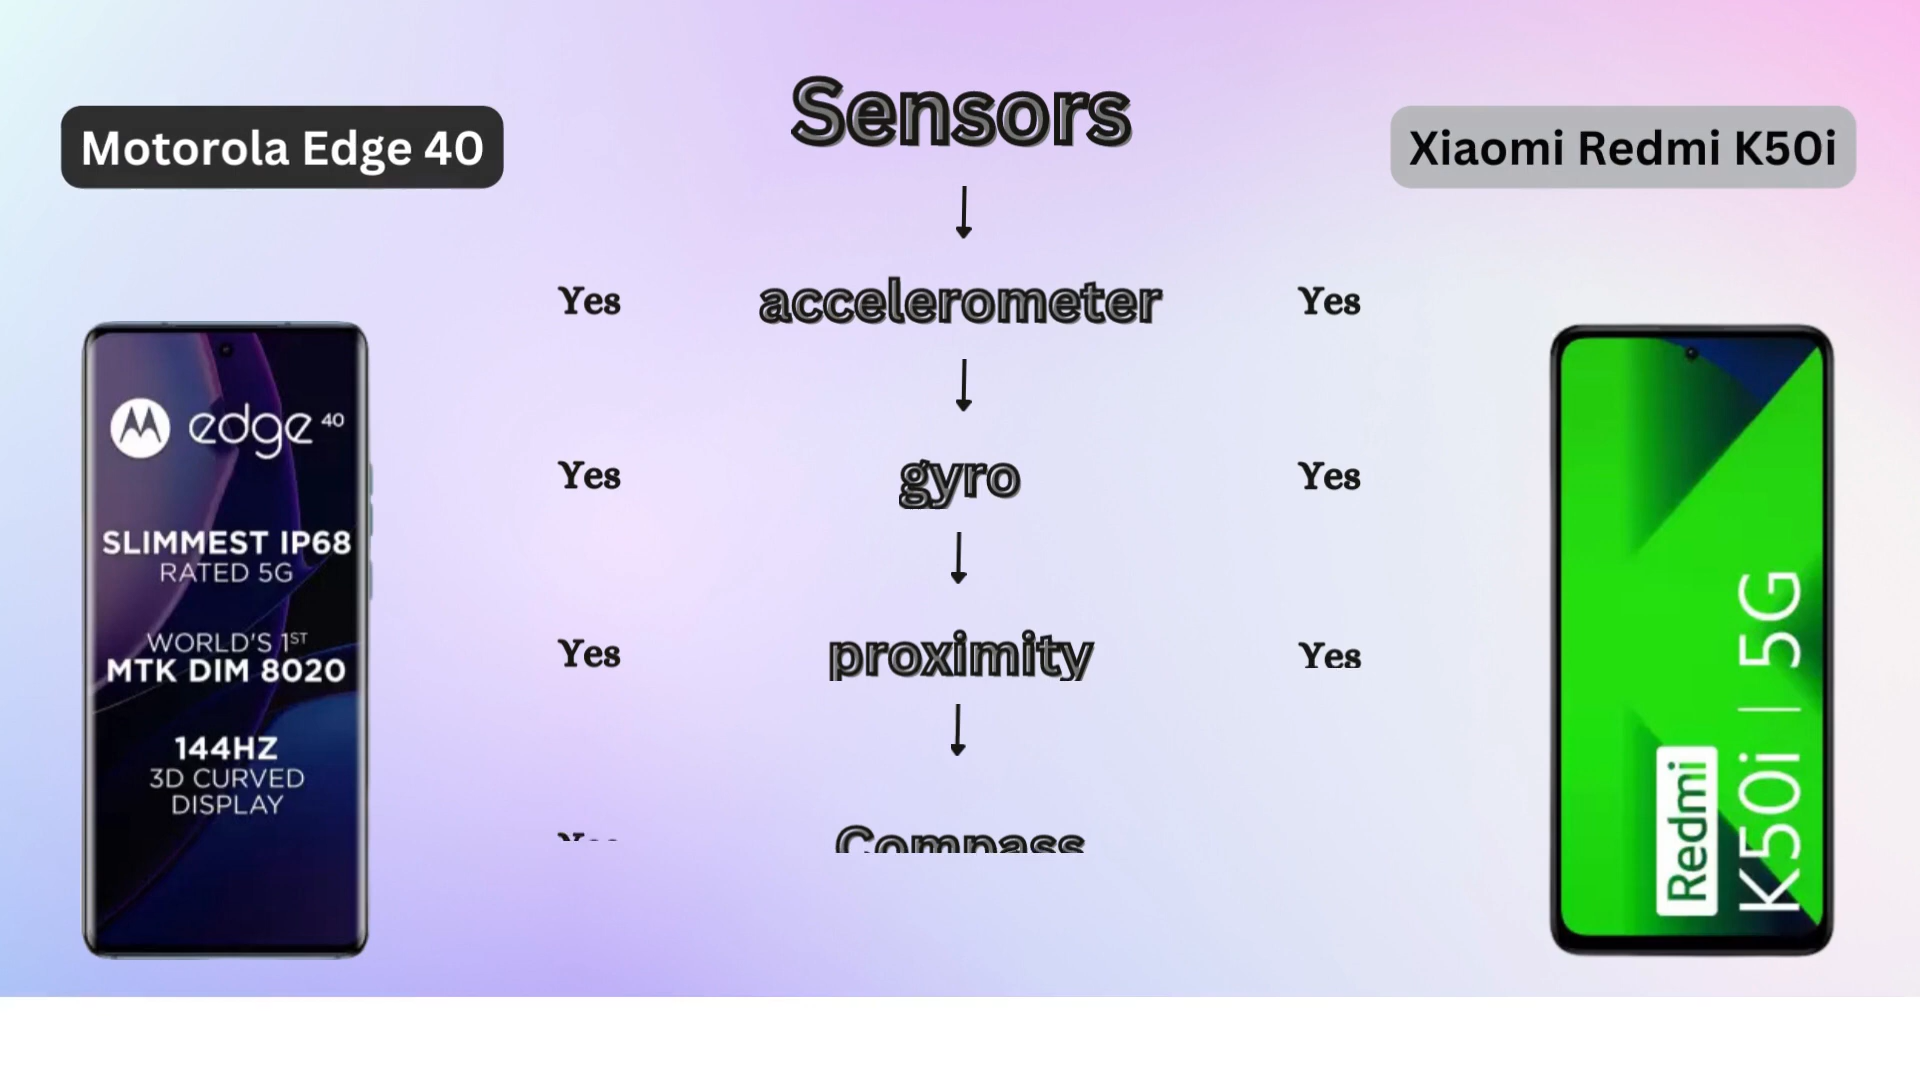 Sensors
Motorola Edge 40
Xiaomi Redmi K50i
Yes accelerometer Yes
Yes gyro Yes
Yes proximity Yes
Compass
edge 40
SLIMMEST IP68
RATED 5G
WORLD'S 1ST
MTK DIM 8020
144HZ
3D CURVED
DISPLAY
Redmi
K50i | 5G